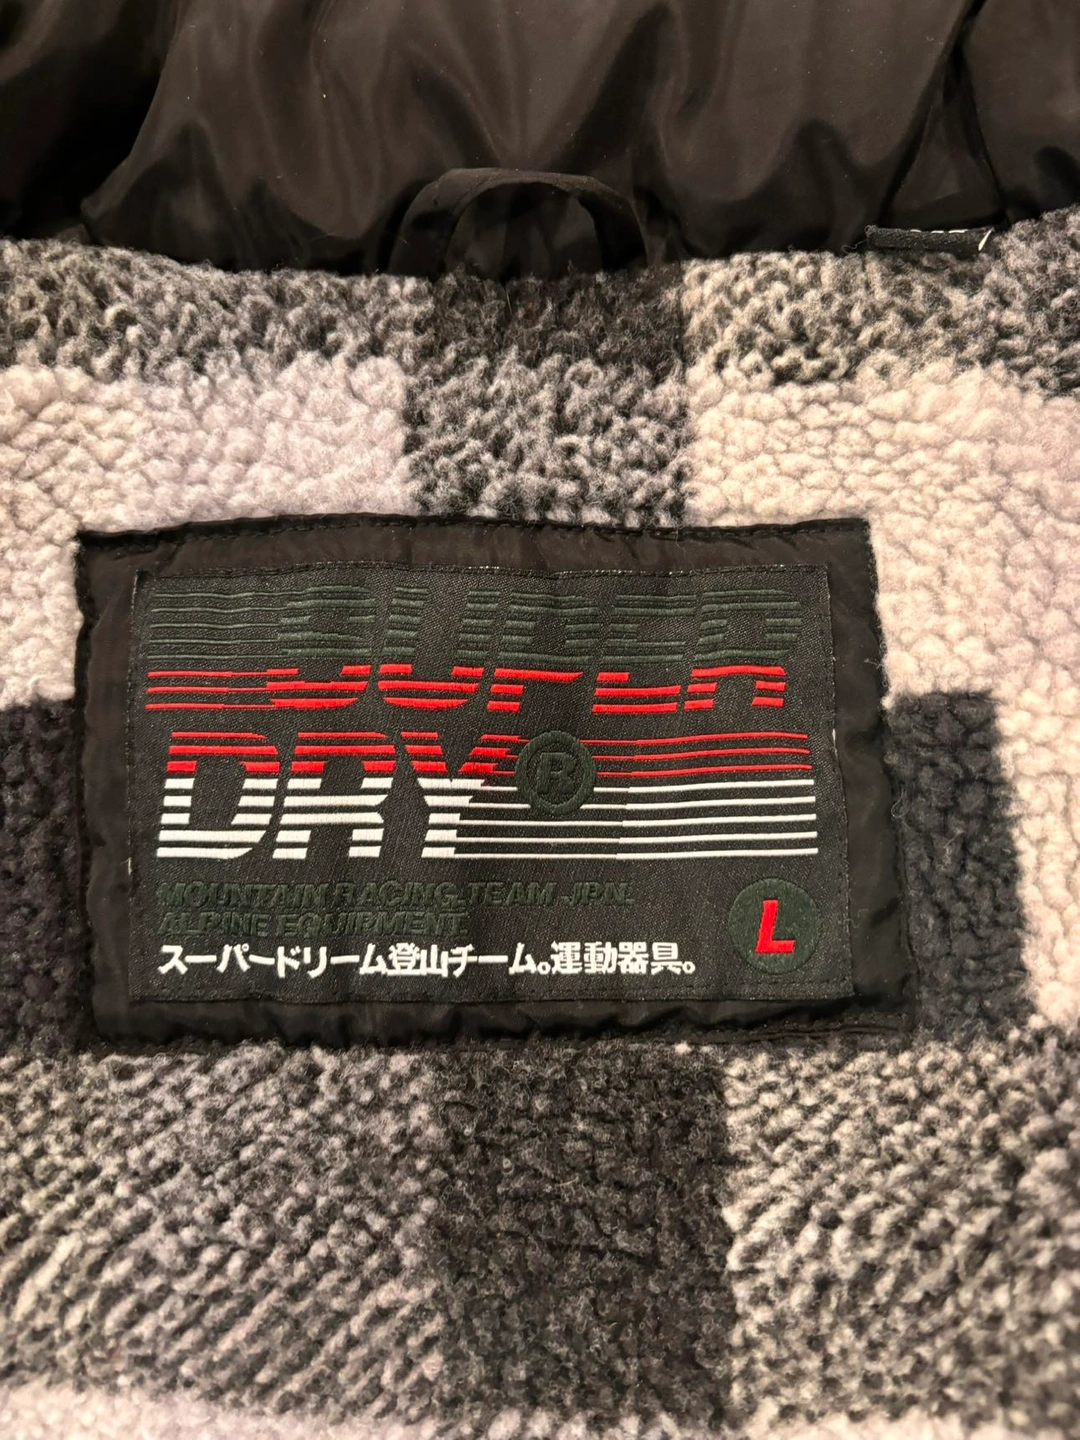 SUPER
DRY®
MOUNTAIN RACING TEAM JPN.
ALPINE EQUIPMENT.
スーパードリーム登山チーム。運動器具。
L